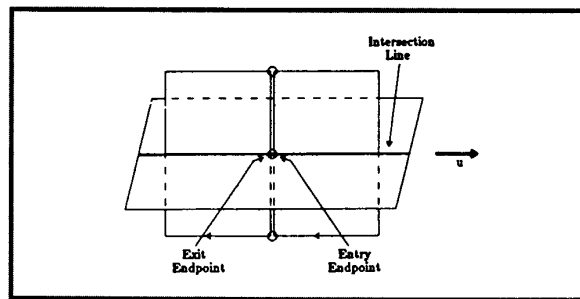 Intersection
Line
u
Exit
Endpoint
Entry
Endpoint